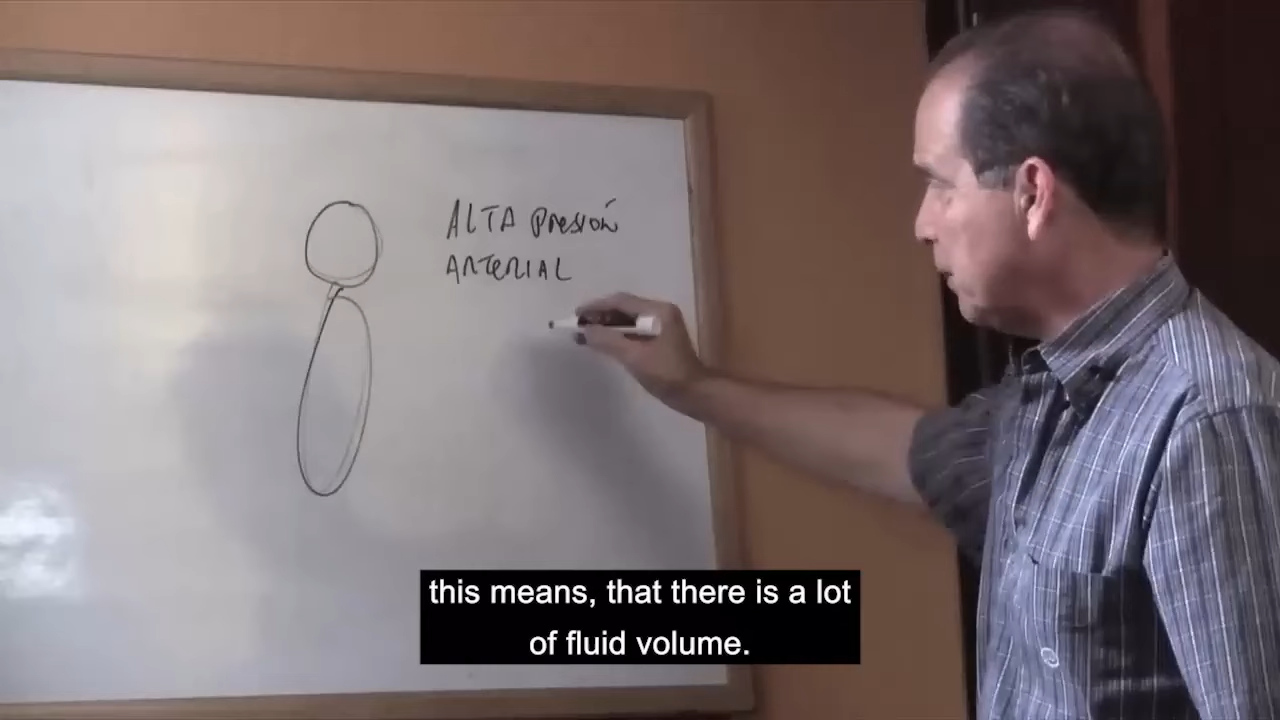 ALTA Presión
ARTERIAL
this means, that there is a lot
of fluid volume.